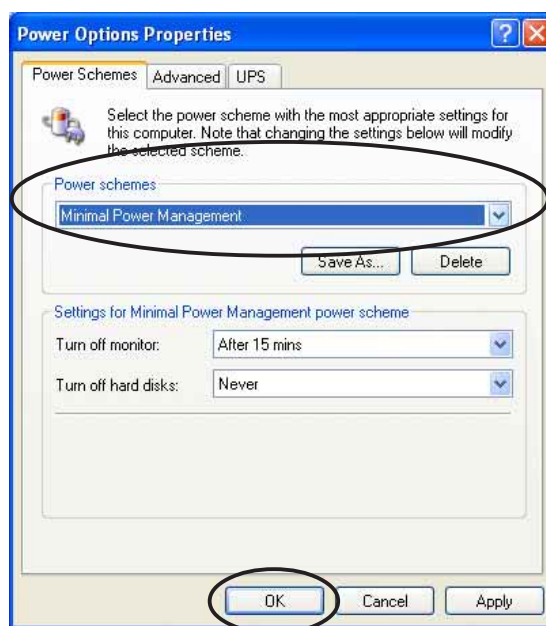 Power Options Properties
Power Schemes Advanced UPS
Select the power scheme with the most appropriate settings for
this computer. Note that changing the settings below will modify
the selected scheme.
Power schemes
Minimal Power Management
Save As... Delete
Settings for Minimal Power Management power scheme
Turn off monitor: After 15 mins
Turn off hard disks: Never
OK Cancel Apply